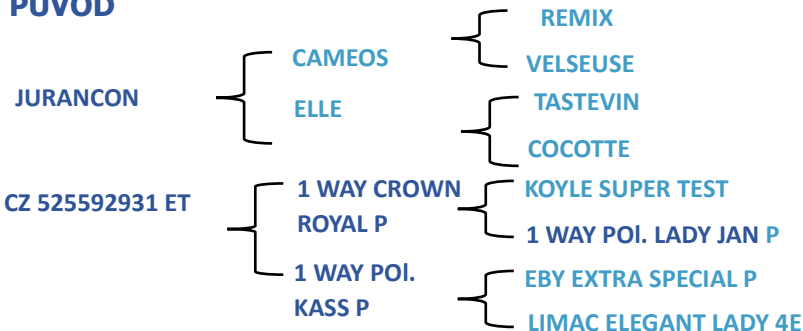 PŮVOD
REMIX
CAMEOS
VELSEUSE
JURANCON
ELLE
TASTEVIN
COCOTTE
CZ 525592931 ET
1 WAY CROWN
ROYAL P
KOYLE SUPER TEST
1 WAY POl. LADY JAN P
1 WAY POl.
KASS P
EBY EXTRA SPECIAL P
LIMAC ELEGANT LADY 4E